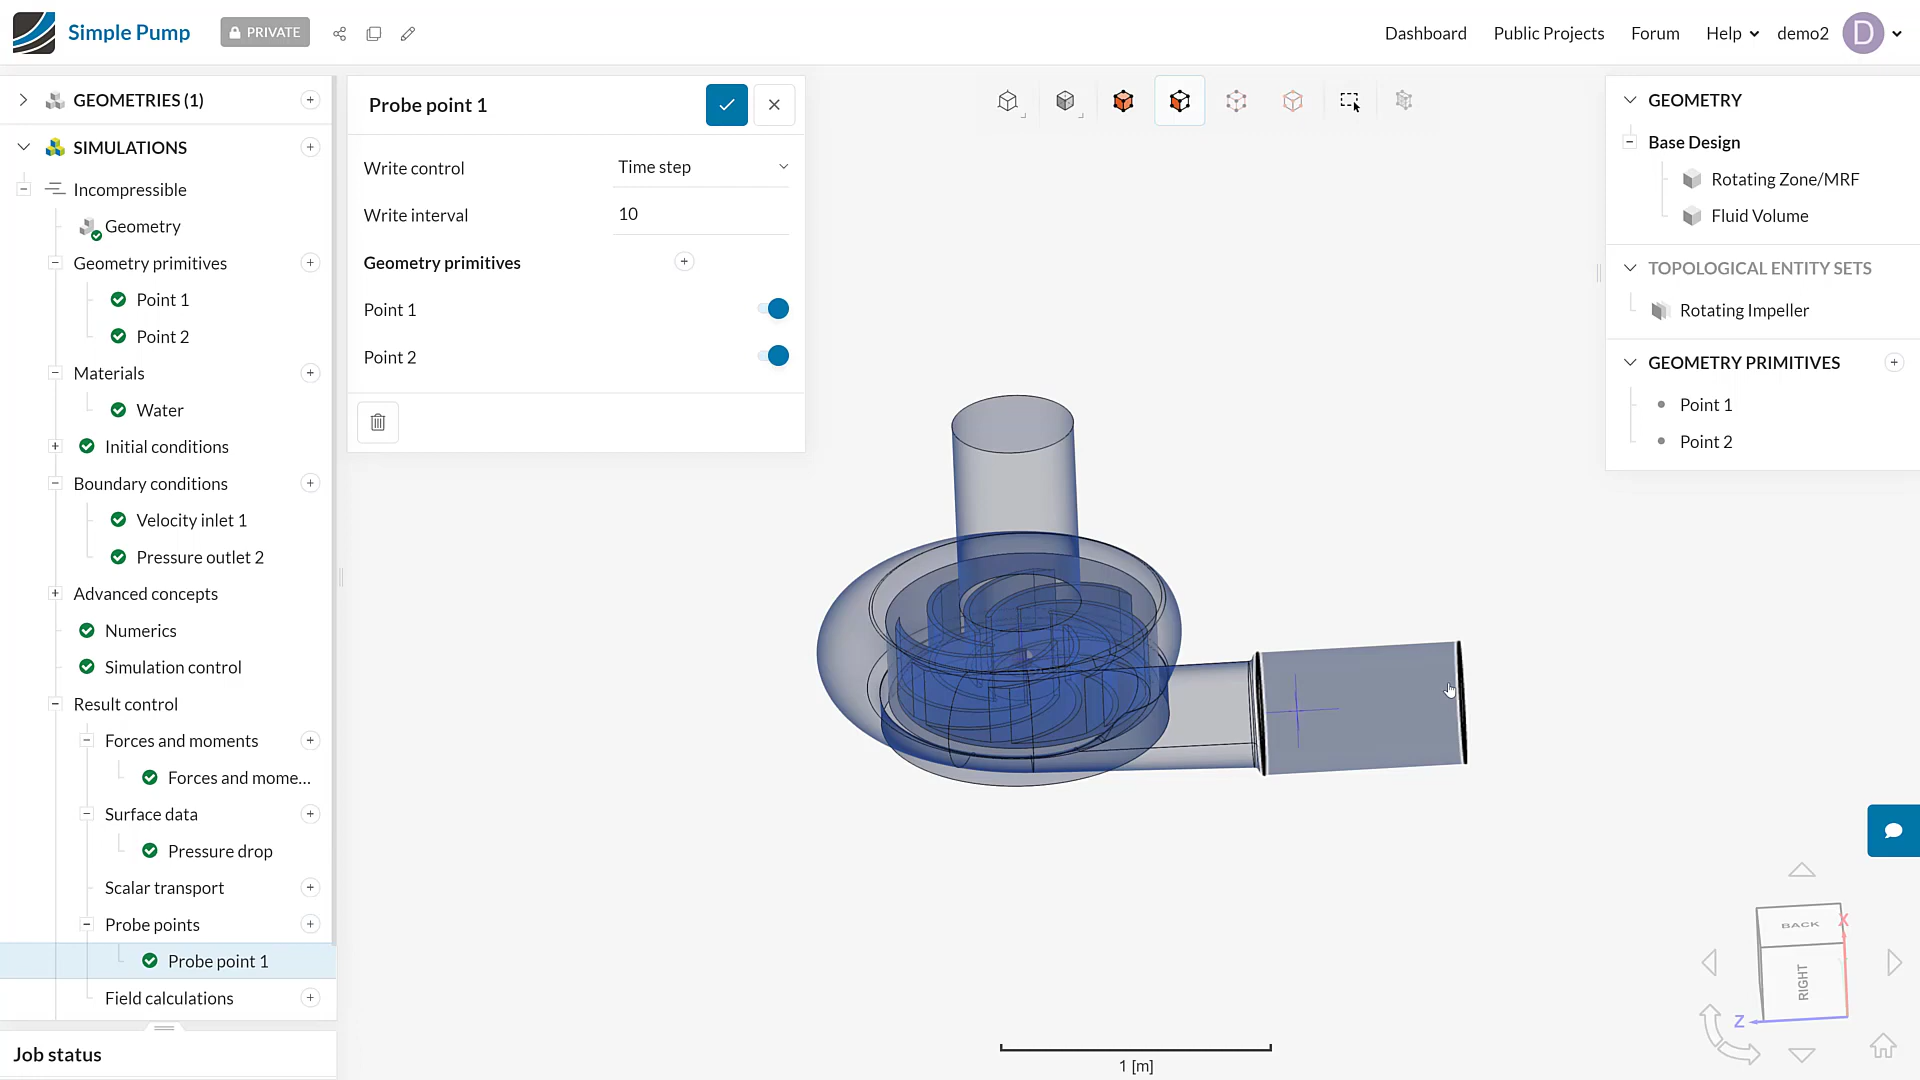 Simple Pump
PRIVATE
Dashboard
Public Projects
Forum
Help
demo2
D
GEOMETRIES (1)
SIMULATIONS
Incompressible
Geometry
Geometry primitives
Point 1
Point 2
Materials
Water
Initial conditions
Boundary conditions
Velocity inlet 1
Pressure outlet 2
Advanced concepts
Numerics
Simulation control
Result control
Forces and moments
Forces and mome...
Surface data
Pressure drop
Scalar transport
Probe points
Probe point 1
Field calculations
Job status
Probe point 1
Write control Time step
Write interval 10
Geometry primitives
Point 1
Point 2
GEOMETRY
Base Design
Rotating Zone/MRF
Fluid Volume
TOPOLOGICAL ENTITY SETS
Rotating Impeller
GEOMETRY PRIMITIVES
Point 1
Point 2
BACK
X
RIGHT
Z
1 [m]